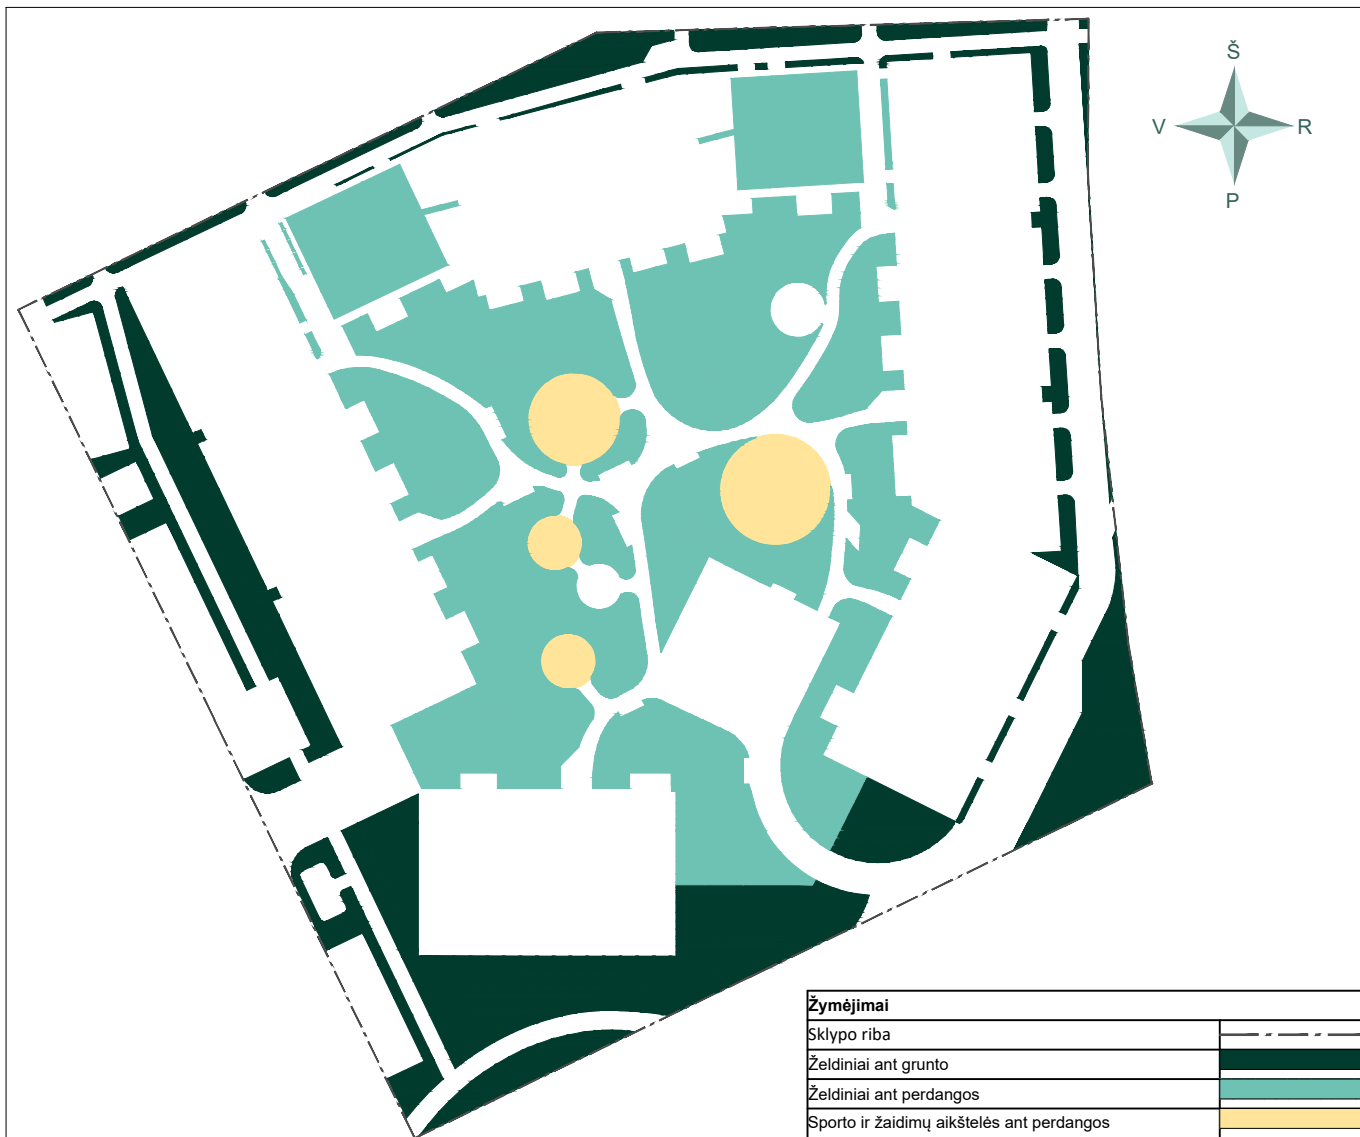 Š
V R
P
Žymėjimai
Sklypo riba
Želdiniai ant grunto
Želdiniai ant perdangos
Sporto ir žaidimų aikštelės ant perdangos